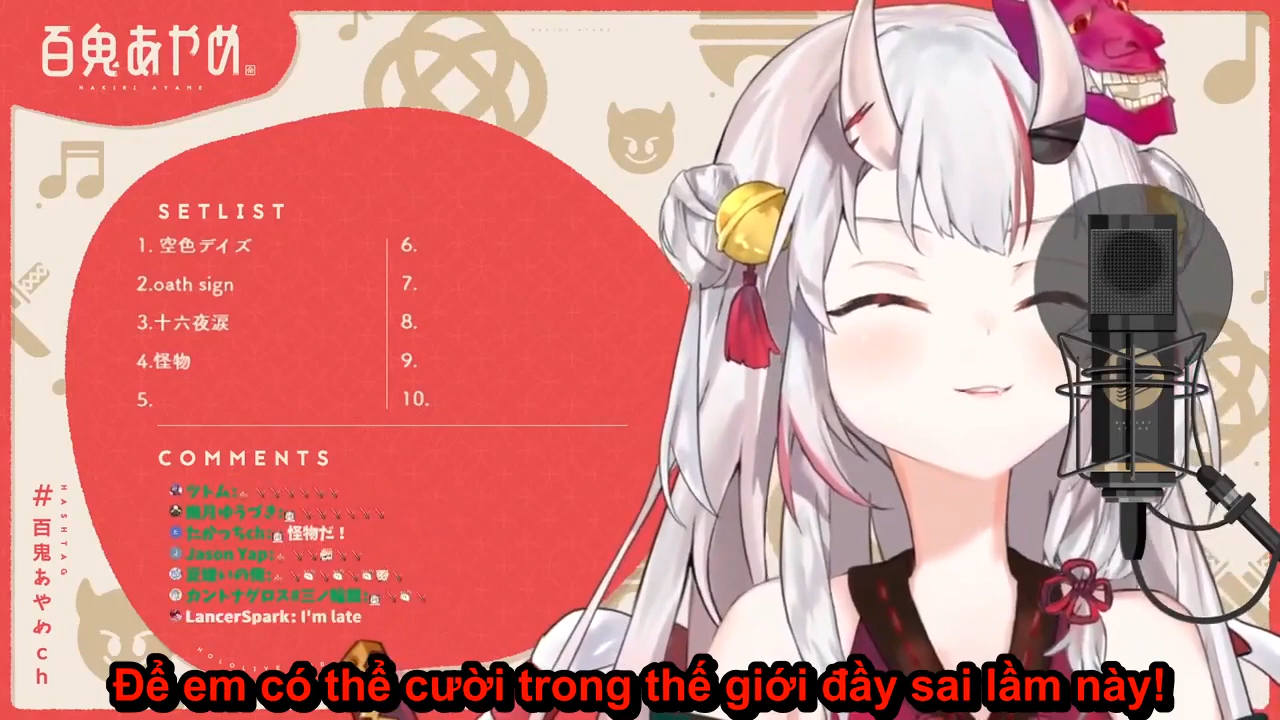 百鬼あやめ
NAKIRI AYAME
SETLIST
1. 空色デイズ
2.oath sign
3.十六夜涙
4.怪物
5.
6.
7.
8.
9.
10.
COMMENTS
ツトム:
たかっちch: 怪物だ！
Jason Yap:
LancerSpark: I'm late
HASHTAG
#百鬼あやめch
Để em có thể cười trong thế giới đầy sai lầm này!